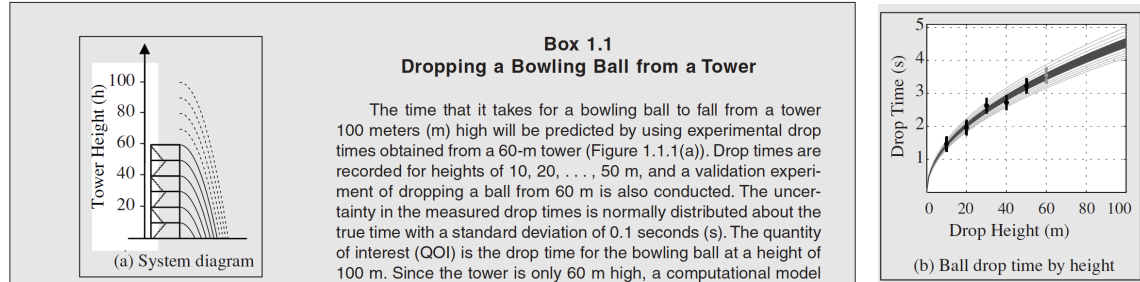 Box 1.1
Dropping a Bowling Ball from a Tower
Tower Height (h)
100
80
60
40
20
(a) System diagram
The time that it takes for a bowling ball to fall from a tower
100 meters (m) high will be predicted by using experimental drop
times obtained from a 60-m tower (Figure 1.1.1(a)). Drop times are
recorded for heights of 10, 20, . . . , 50 m, and a validation experi-
ment of dropping a ball from 60 m is also conducted. The uncer-
tainty in the measured drop times is normally distributed about the
true time with a standard deviation of 0.1 seconds (s). The quantity
of interest (QOI) is the drop time for the bowling ball at a height of
100 m. Since the tower is only 60 m high, a computational model
Drop Time (s)
5
4
3
2
1
0 20 40 60 80 100
Drop Height (m)
(b) Ball drop time by height